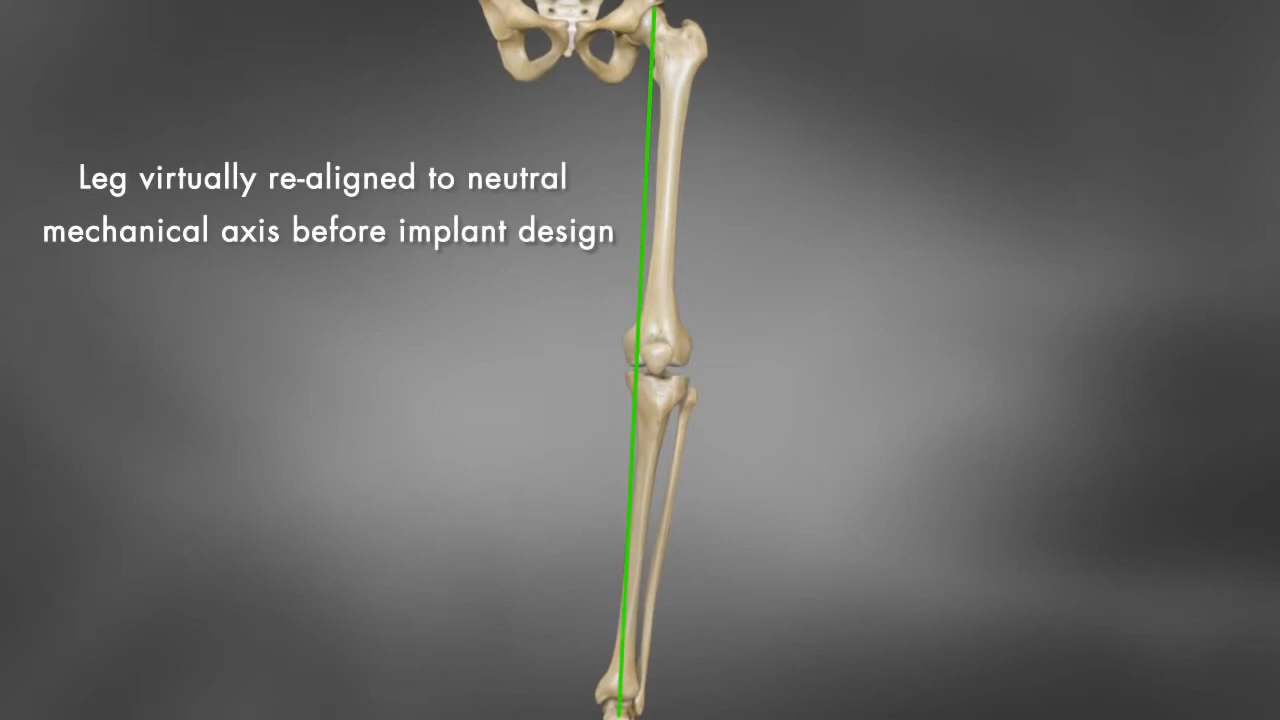 Leg virtually re-aligned to neutral
mechanical axis before implant design